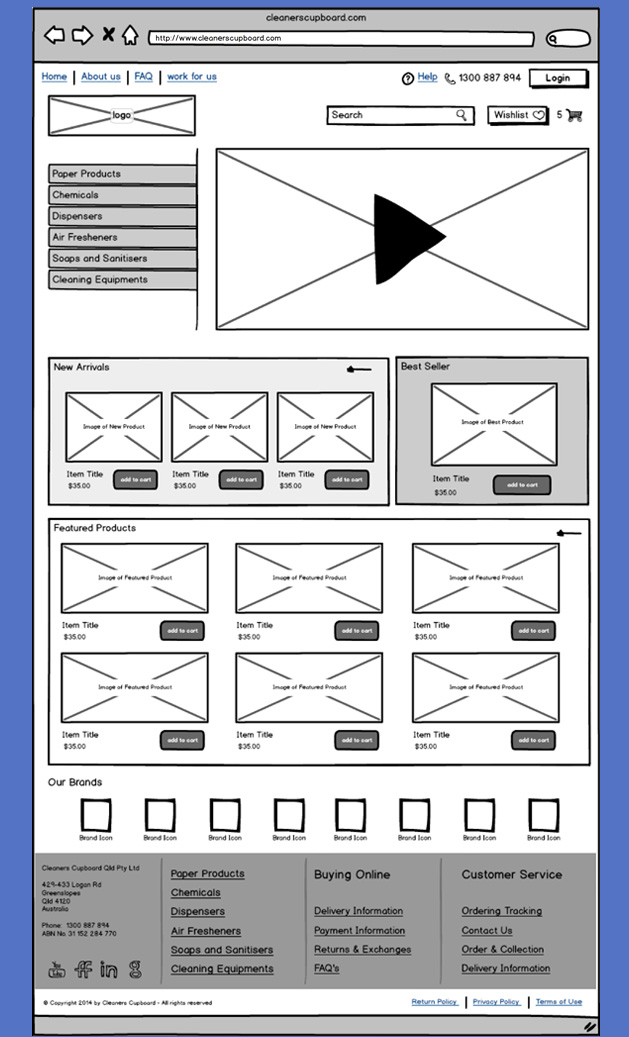 cleanerscupboard.com
http://www.cleanerscupboard.com
Home About us FAQ work for us Help 1300 887 894 Login
logo
Search Wishlist 5
Paper Products
Chemicals
Dispensers
Air Fresheners
Soaps and Sanitisers
Cleaning Equipments
New Arrivals
Image of New Product Image of New Product Image of New Product
Item Title Item Title Item Title
add to cart add to cart add to cart
$35.00 $35.00 $35.00
Best Seller
Image of Best Product
Item Title
add to cart
$35.00
Featured Products
Image of Featured Product Image of Featured Product Image of Featured Product
Item Title Item Title Item Title
add to cart add to cart add to cart
$35.00 $35.00 $35.00
Image of Featured Product Image of Featured Product Image of Featured Product
Item Title Item Title Item Title
add to cart add to cart add to cart
$35.00 $35.00 $35.00
Our Brands
Brand Icon Brand Icon Brand Icon Brand Icon Brand Icon Brand Icon Brand Icon Brand Icon
Cleaners Cupboard Qld Pty Ltd
429-433 Logan Rd
Greenslopes
Qld 4120
Australia
Phone: 1300 887 894
ABN No. 31 152 284 770
You Tube ff in g
Paper Products
Chemicals
Dispensers
Air Fresheners
Soaps and Sanitisers
Cleaning Equipments
Buying Online
Delivery Information
Payment Information
Returns & Exchanges
FAQ's
Customer Service
Ordering Tracking
Contact Us
Order & Collection
Delivery Information
© Copyright 2014 by Cleaners Cupboard - All rights reserved
Return Policy Privacy Policy Terms of Use